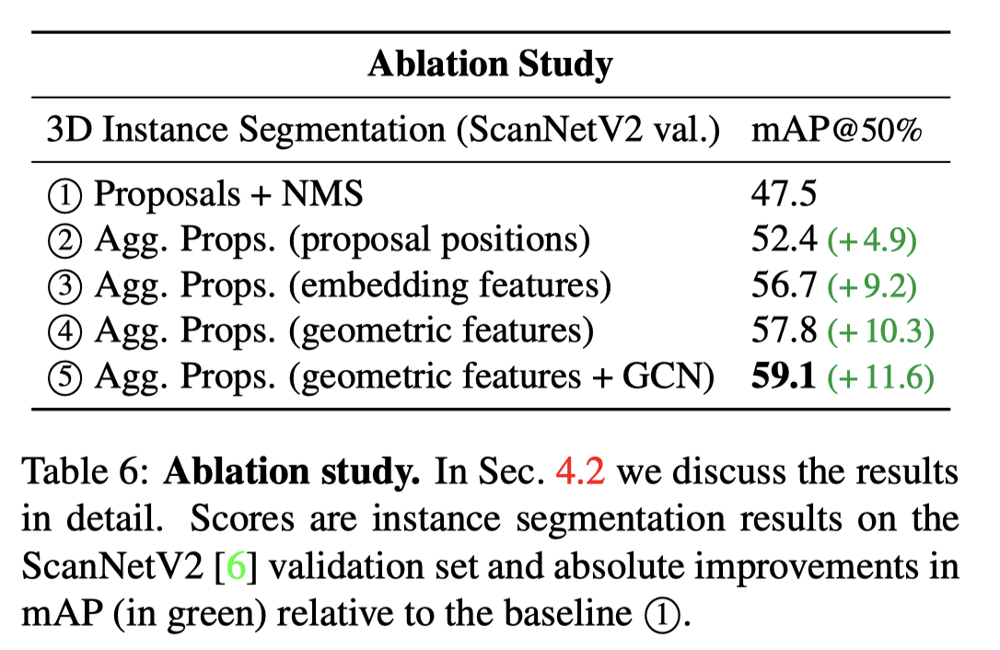 Ablation Study
3D Instance Segmentation (ScanNetV2 val.) mAP@50%
① Proposals + NMS 47.5
② Agg. Props. (proposal positions) 52.4 (+4.9)
③ Agg. Props. (embedding features) 56.7 (+9.2)
④ Agg. Props. (geometric features) 57.8 (+10.3)
⑤ Agg. Props. (geometric features + GCN) 59.1 (+11.6)
Table 6: Ablation study. In Sec. 4.2 we discuss the results
in detail. Scores are instance segmentation results on the
ScanNetV2 [6] validation set and absolute improvements in
mAP (in green) relative to the baseline ①.